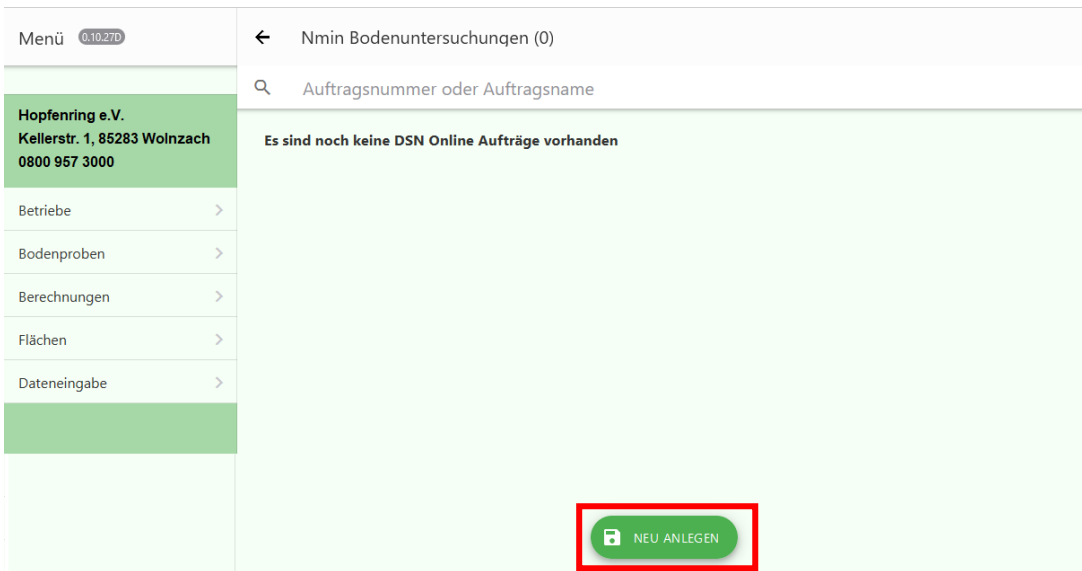 Menü 0.10.27D
Nmin Bodenuntersuchungen (0)
Auftragsnummer oder Auftragsname
Hopfenring e.V.
Kellerstr. 1, 85283 Wolnzach
0800 957 3000
Es sind noch keine DSN Online Aufträge vorhanden
Betriebe
Bodenproben
Berechnungen
Flächen
Dateneingabe
NEU ANLEGEN